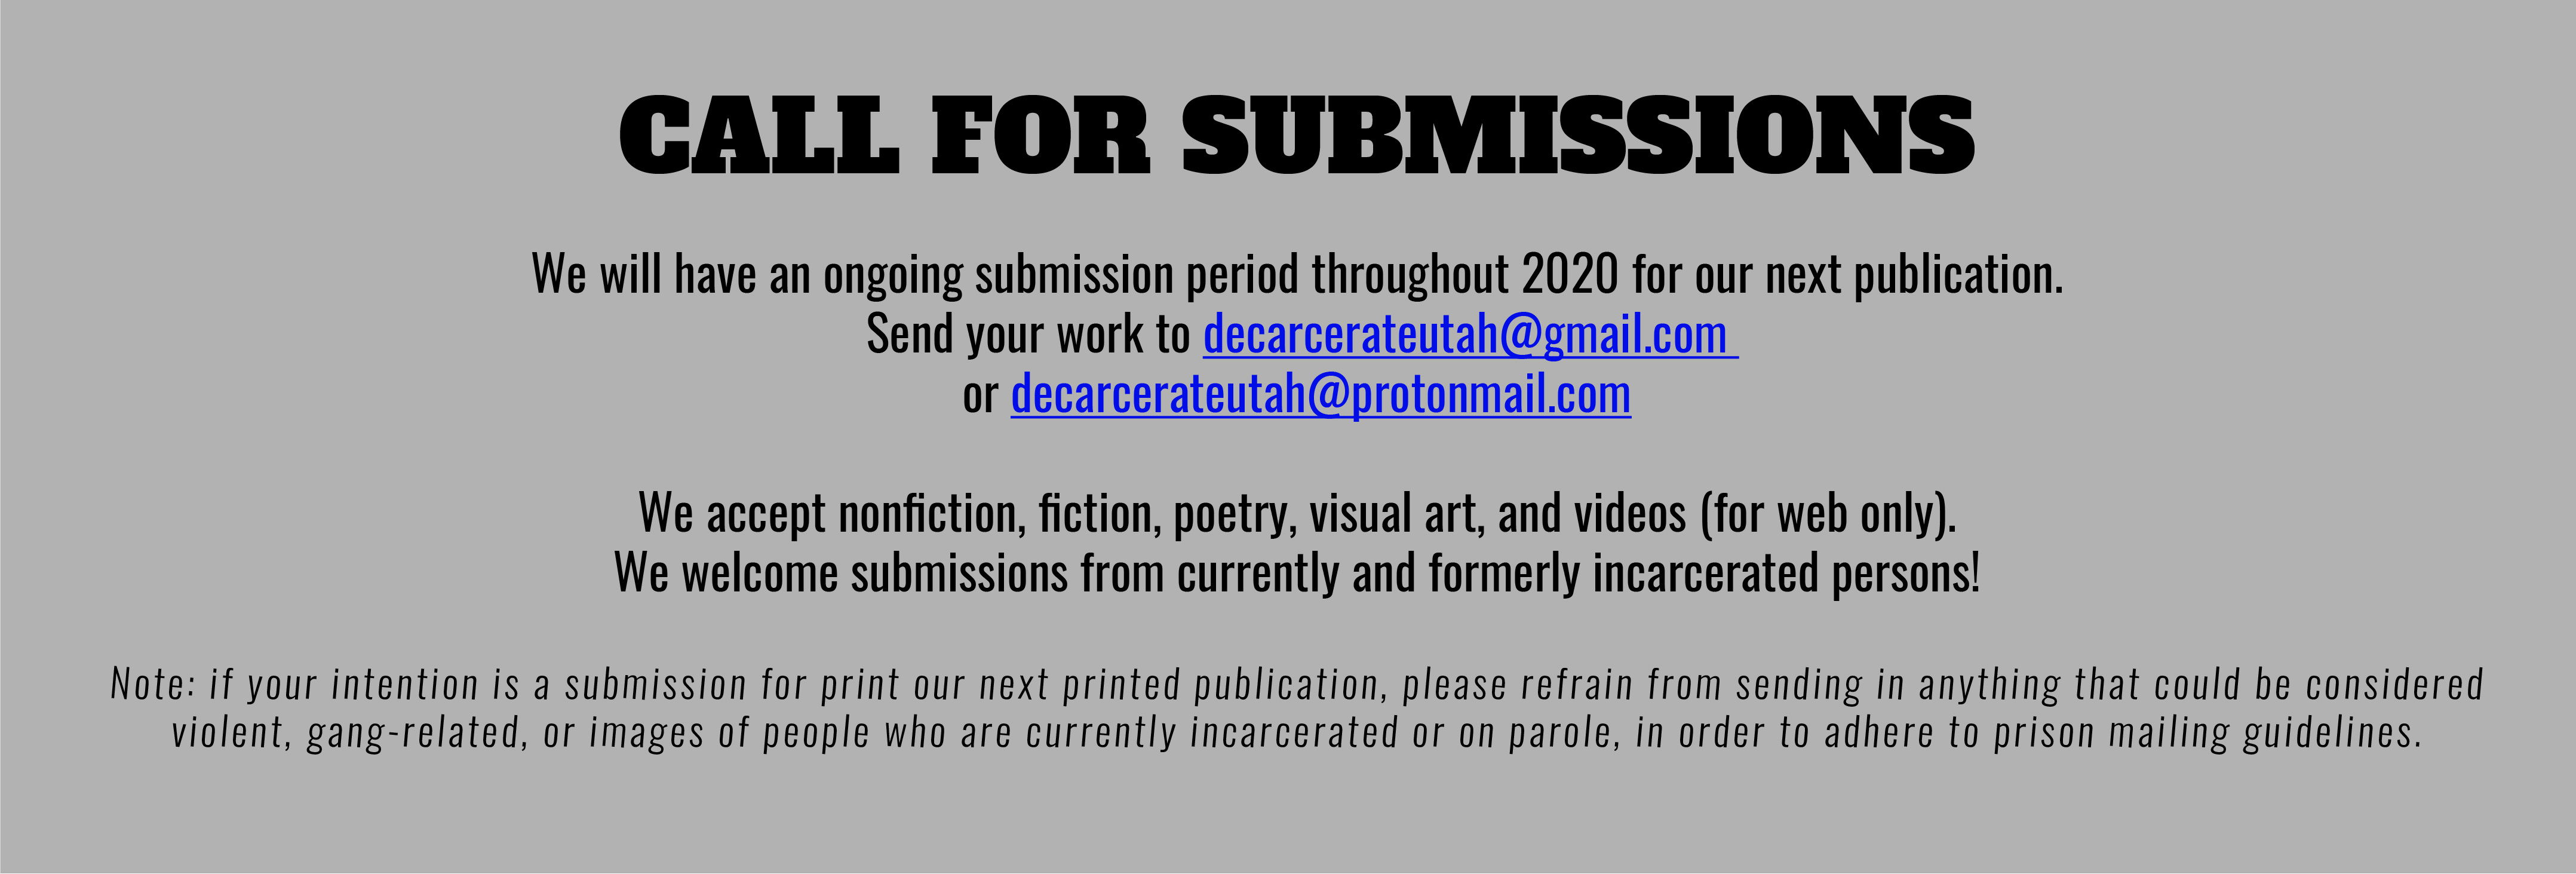 CALL FOR SUBMISSIONS
We will have an ongoing submission period throughout 2020 for our next publication.
Send your work to decarcerateutah@gmail.com
or decarcerateutah@protonmail.com
We accept nonfiction, fiction, poetry, visual art, and videos (for web only).
We welcome submissions from currently and formerly incarcerated persons!
Note: if your intention is a submission for print our next printed publication, please refrain from sending in anything that could be considered
violent, gang-related, or images of people who are currently incarcerated or on parole, in order to adhere to prison mailing guidelines.